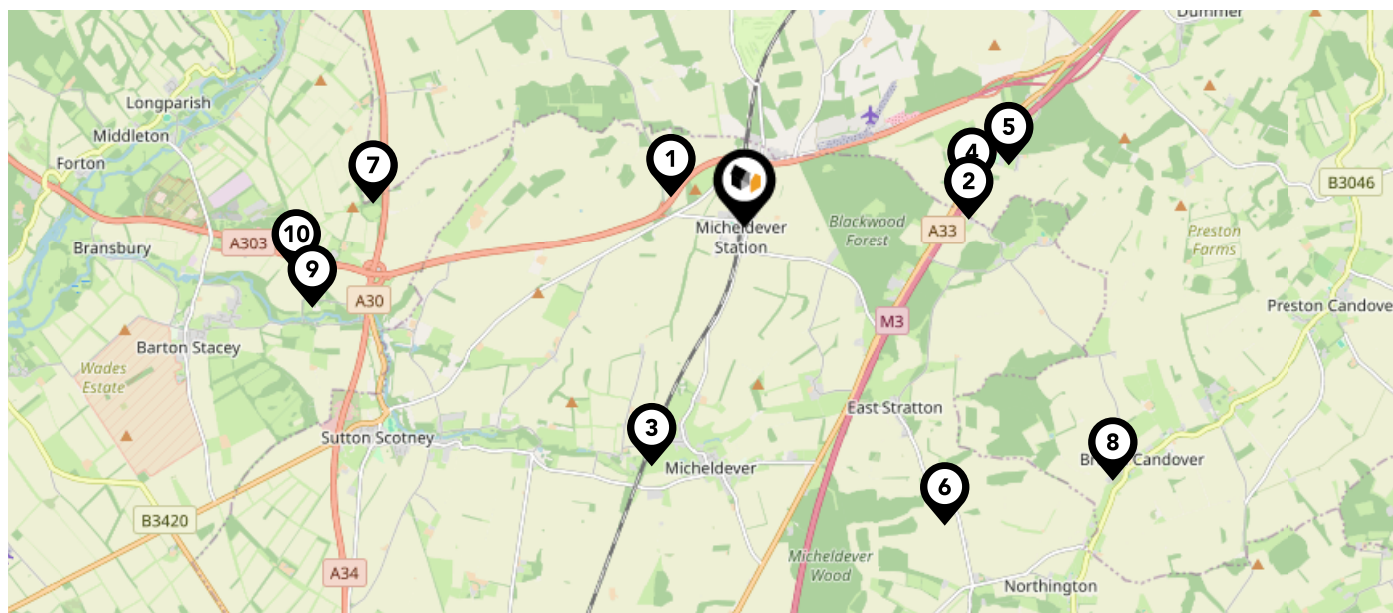 Dummer
Longparish
Middleton
5
4
1
7
Forton
2
B3046
Blackwood
Forest
Micheldever
Station
A33
Preston
Farms
10
A303
Bransbury
9
A30
Preston Candove
M3
Barton Stacey
Wades
Estate
East Stratton
3
Sutton Scotney
8
Candover
Micheldever
6
B3420
Micheldever
Wood
A34
Northington